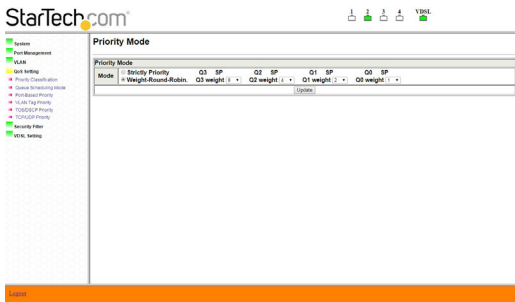 StarTech.com®
1 2 3 4 VDSL
System
Port Management
VLAN
QoS Setting
Priority Classification
Queue Scheduling Mode
Port-Based Priority
VLAN Tag Priority
TOS/DSCP Priority
TCP/UDP Priority
Security Filter
VDSL Setting
Priority Mode
Priority Mode
Mode
Strictly Priority Q3 SP Q2 SP Q1 SP Q0 SP
Weight-Round-Robin. Q3 weight 8 Q2 weight 4 Q1 weight 2 Q0 weight 1
Update
Logout